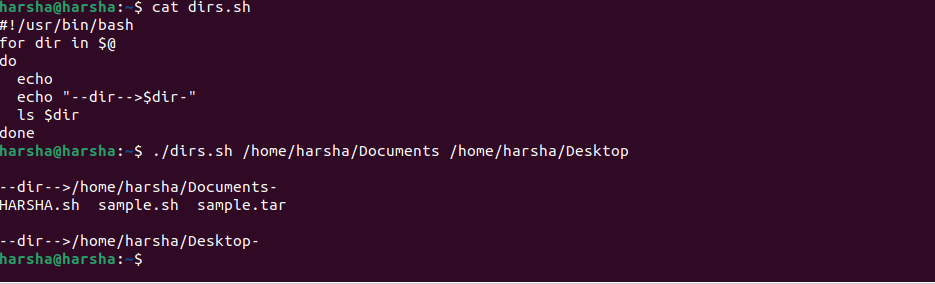 harsha@harsha:~$ cat dirs.sh
#!/usr/bin/bash
for dir in $@
do
  echo
  echo "--dir-->$dir-"
  ls $dir
done
harsha@harsha:~$ ./dirs.sh /home/harsha/Documents /home/harsha/Desktop

--dir-->/home/harsha/Documents-
HARSHA.sh  sample.sh  sample.tar

--dir-->/home/harsha/Desktop-
harsha@harsha:~$